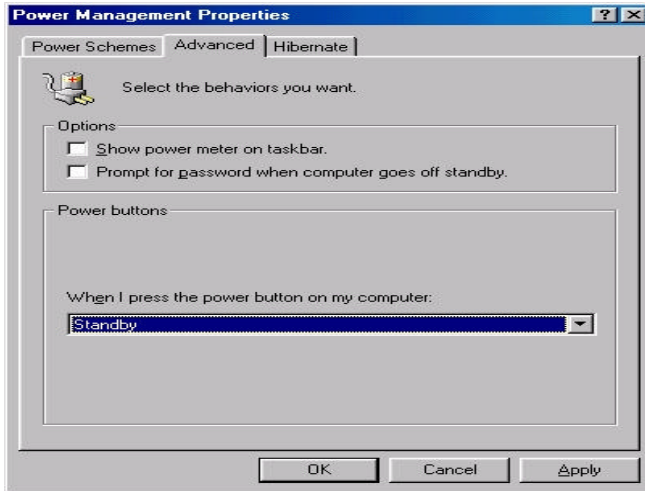 Power Management Properties
Power Schemes Advanced Hibernate
Select the behaviors you want.
Options
Show power meter on taskbar.
Prompt for password when computer goes off standby.
Power buttons
When I press the power button on my computer:
Standby
OK Cancel Apply